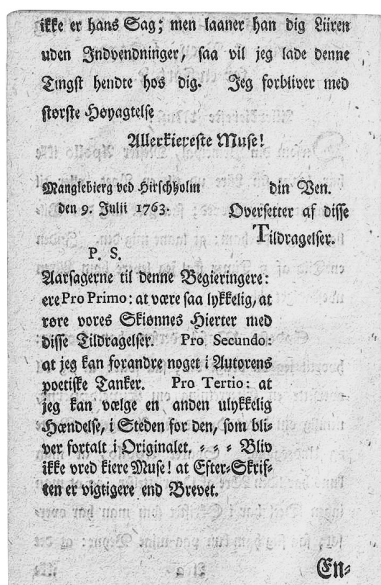 ikke er hans Sag; men laaner han dig Liiren
uden Indvendninger, saa vil jeg lade denne
Tingst hendte hos dig. Jeg forbliver med
storste Høyagtelse
Allerkiereste Muse!
Mangleberg ved Hirschholm din Ven.
den 9. Julii 1763. Oversetter af disse
Tildragelser.
P. S.
Aarsagerne til denne Begieringere:
ere Pro Primo: at være saa lykkelig, at
røre vores Skiønnes Hierter med
disse Tildragelser. Pro Secundo:
at jeg kan forandre noget i Autorens
poetiske Tanker. Pro Tertio: at
jeg kan vælge en anden ulykkelig
Hændelse, i Steden for den, som bli-
ver fortalt i Originalet. - - - Bliv
ikke vred kiere Muse! at Efter-Skrif-
ten er vigtigere end Brevet.
En-